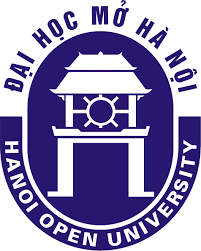 ĐẠI HỌC MỞ HÀ NỘI
HANOI OPEN UNIVERSITY